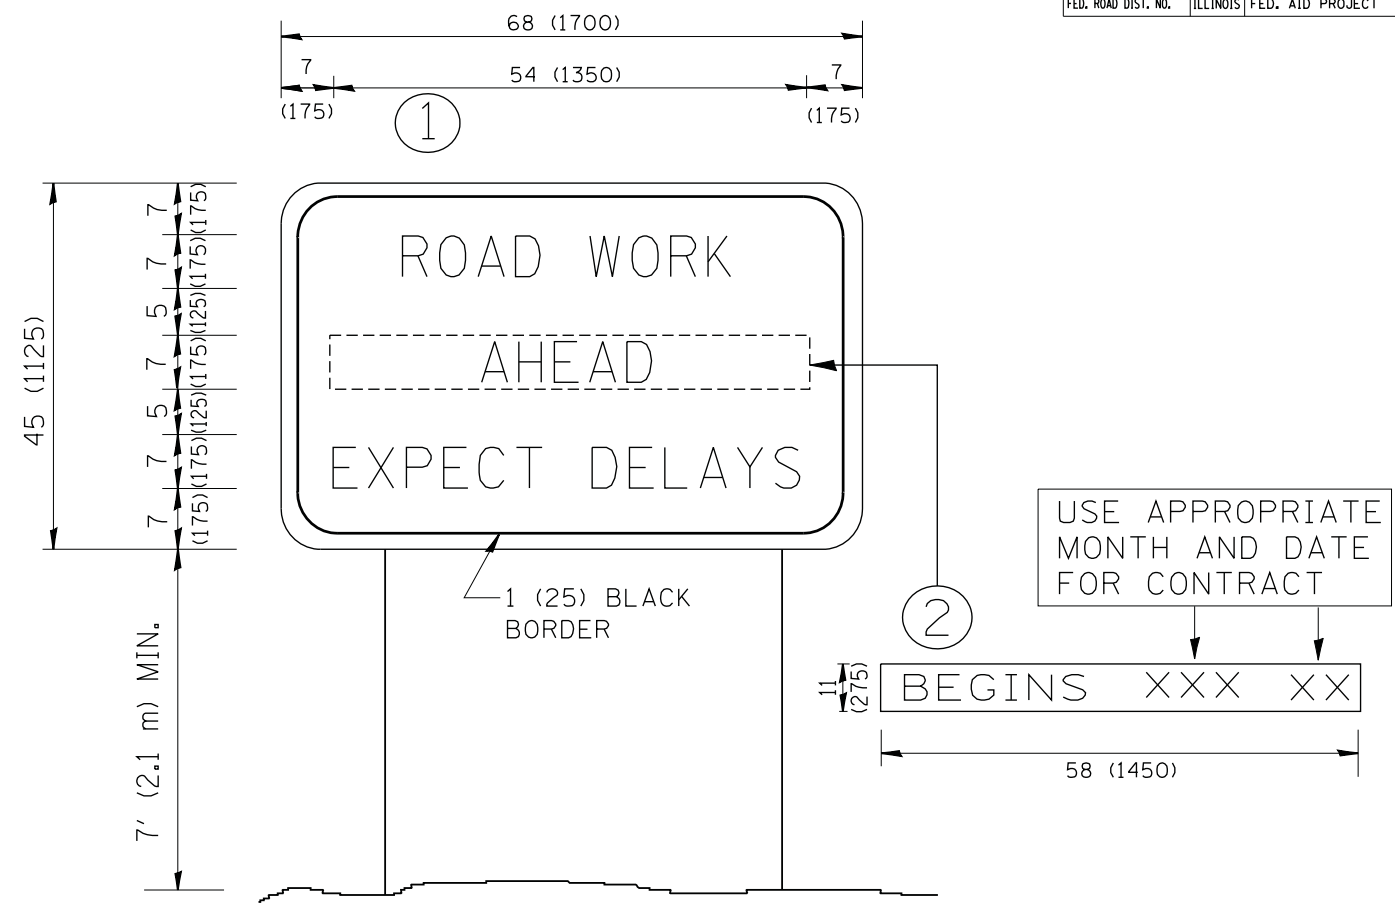 FED. ROAD DIST. NO. ILLINOIS FED. AID PROJECT
68 (1700)
7 54 (1350) 7
(175) (175)
1
7 (175)
7 (175)
5 (125)
7 (175)
5 (125)
7 (175)
7 (175)
45 (1125)
ROAD WORK
AHEAD
EXPECT DELAYS
1 (25) BLACK
BORDER
7' (2.1 m) MIN.
USE APPROPRIATE
MONTH AND DATE
FOR CONTRACT
2
11
(275)
BEGINS XXX XX
58 (1450)